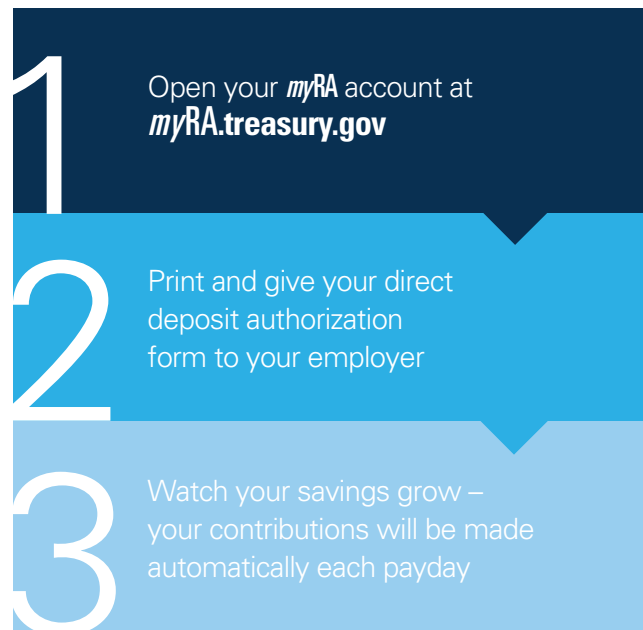 1
Open your myRA account at
myRA.treasury.gov
2
Print and give your direct
deposit authorization
form to your employer
3
Watch your savings grow –
your contributions will be made
automatically each payday